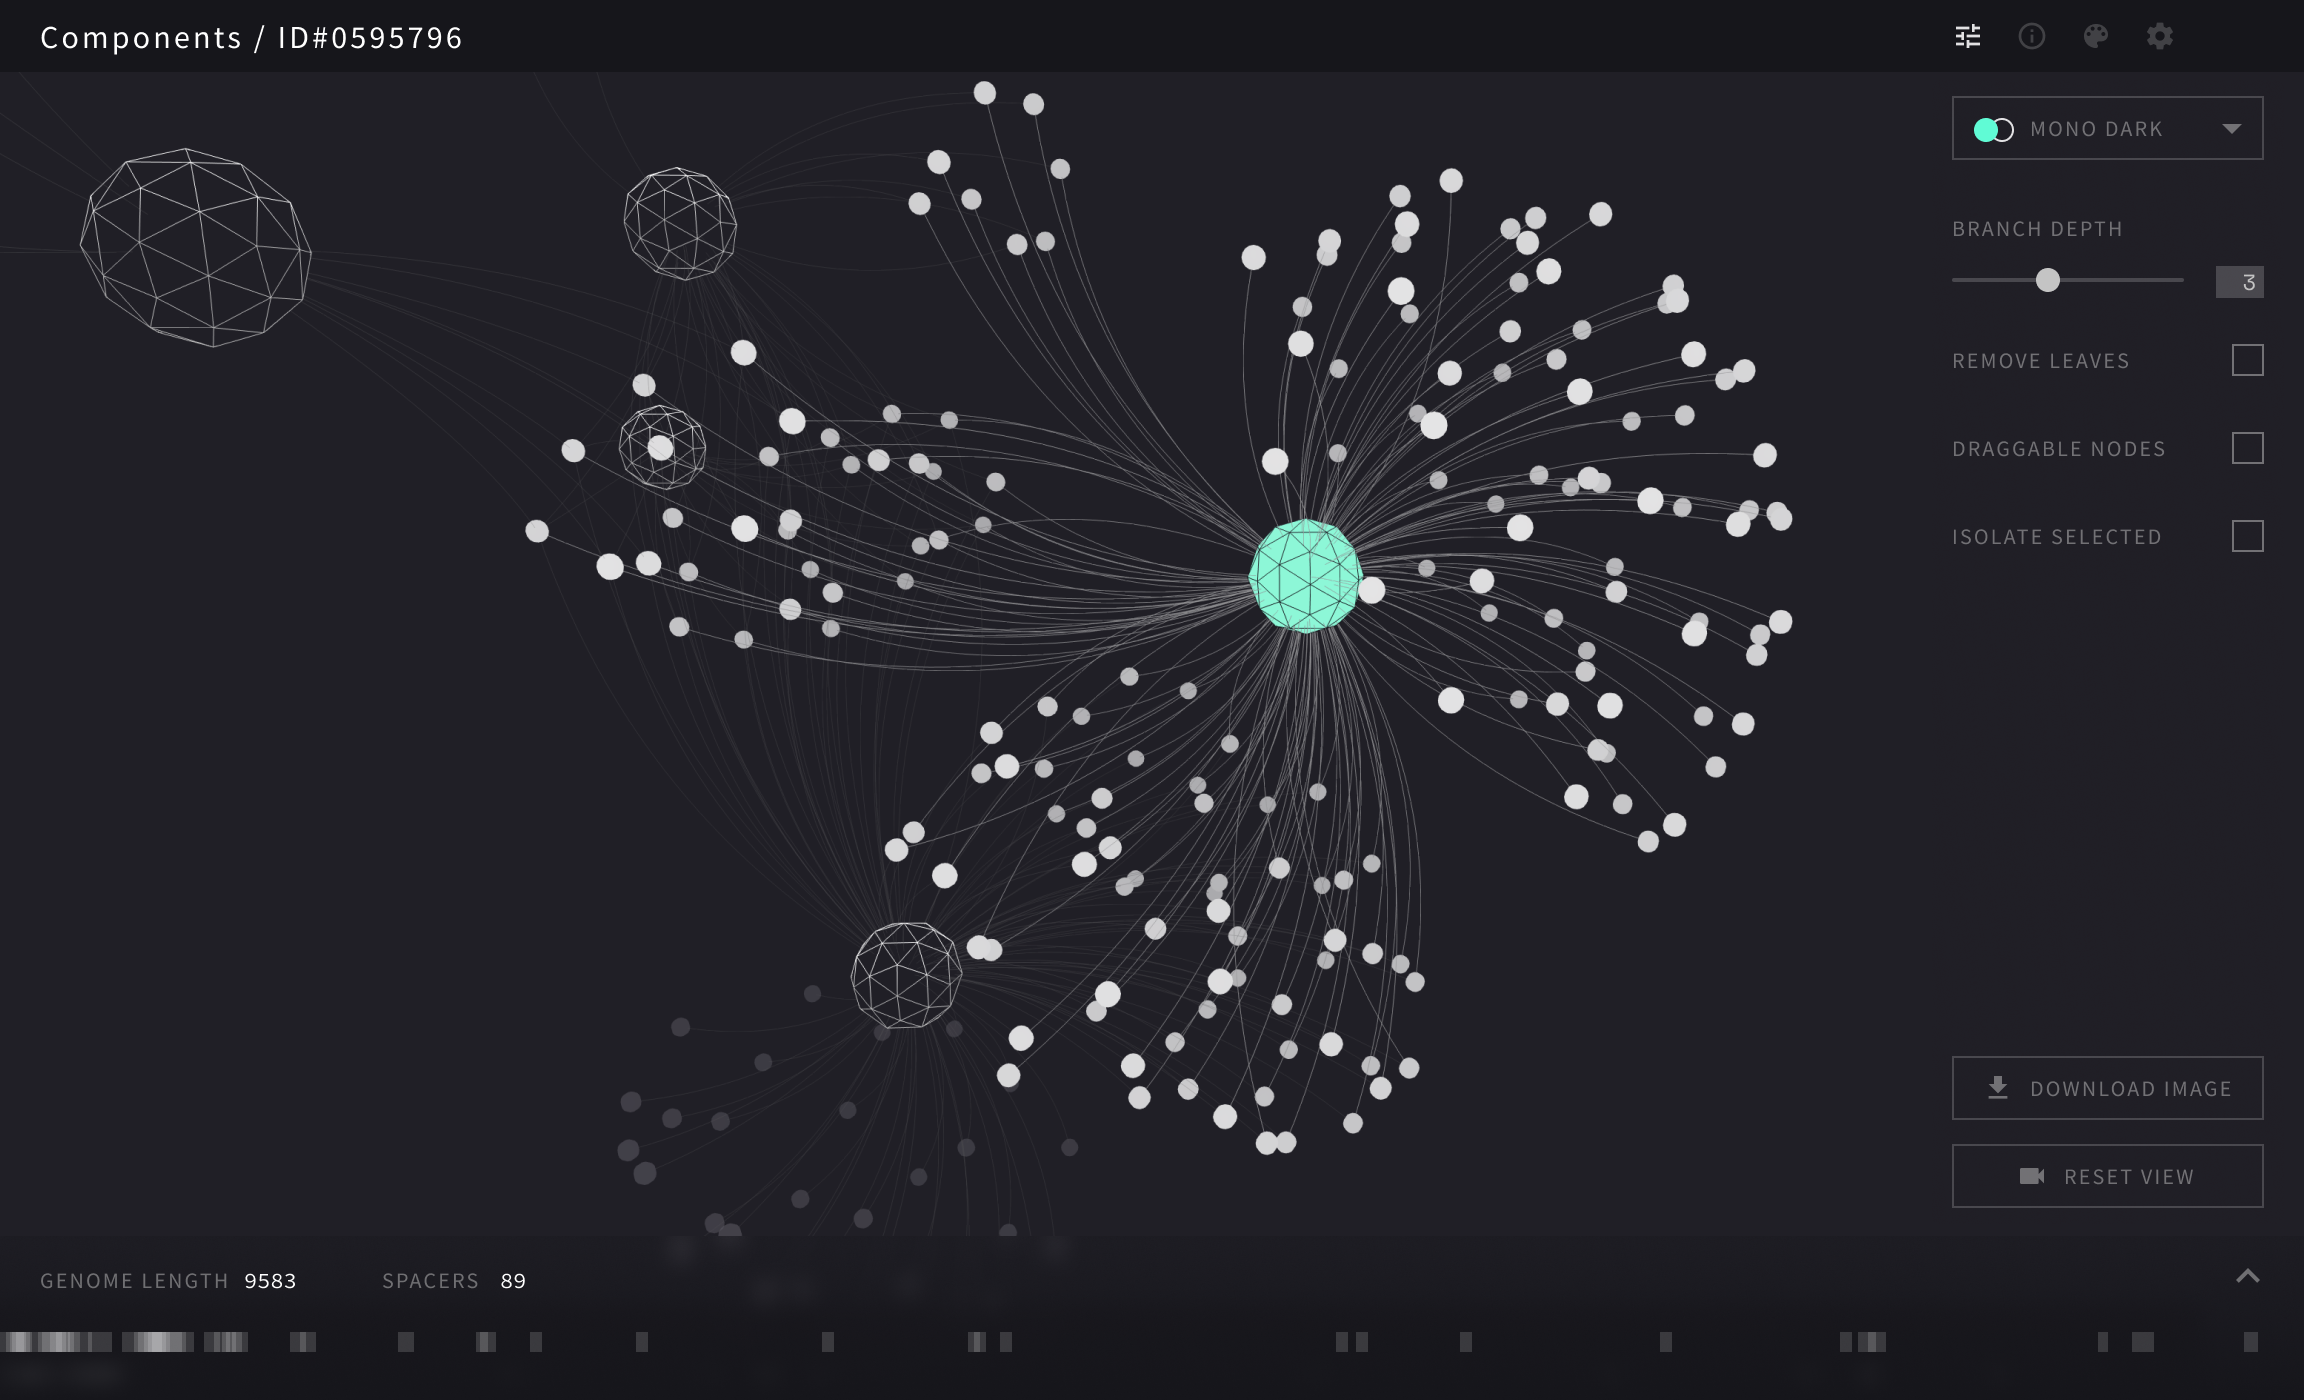 Components / ID#0595796
MONO DARK
BRANCH DEPTH
3
REMOVE LEAVES
DRAGGABLE NODES
ISOLATE SELECTED
DOWNLOAD IMAGE
RESET VIEW
GENOME LENGTH 9583 SPACERS 89